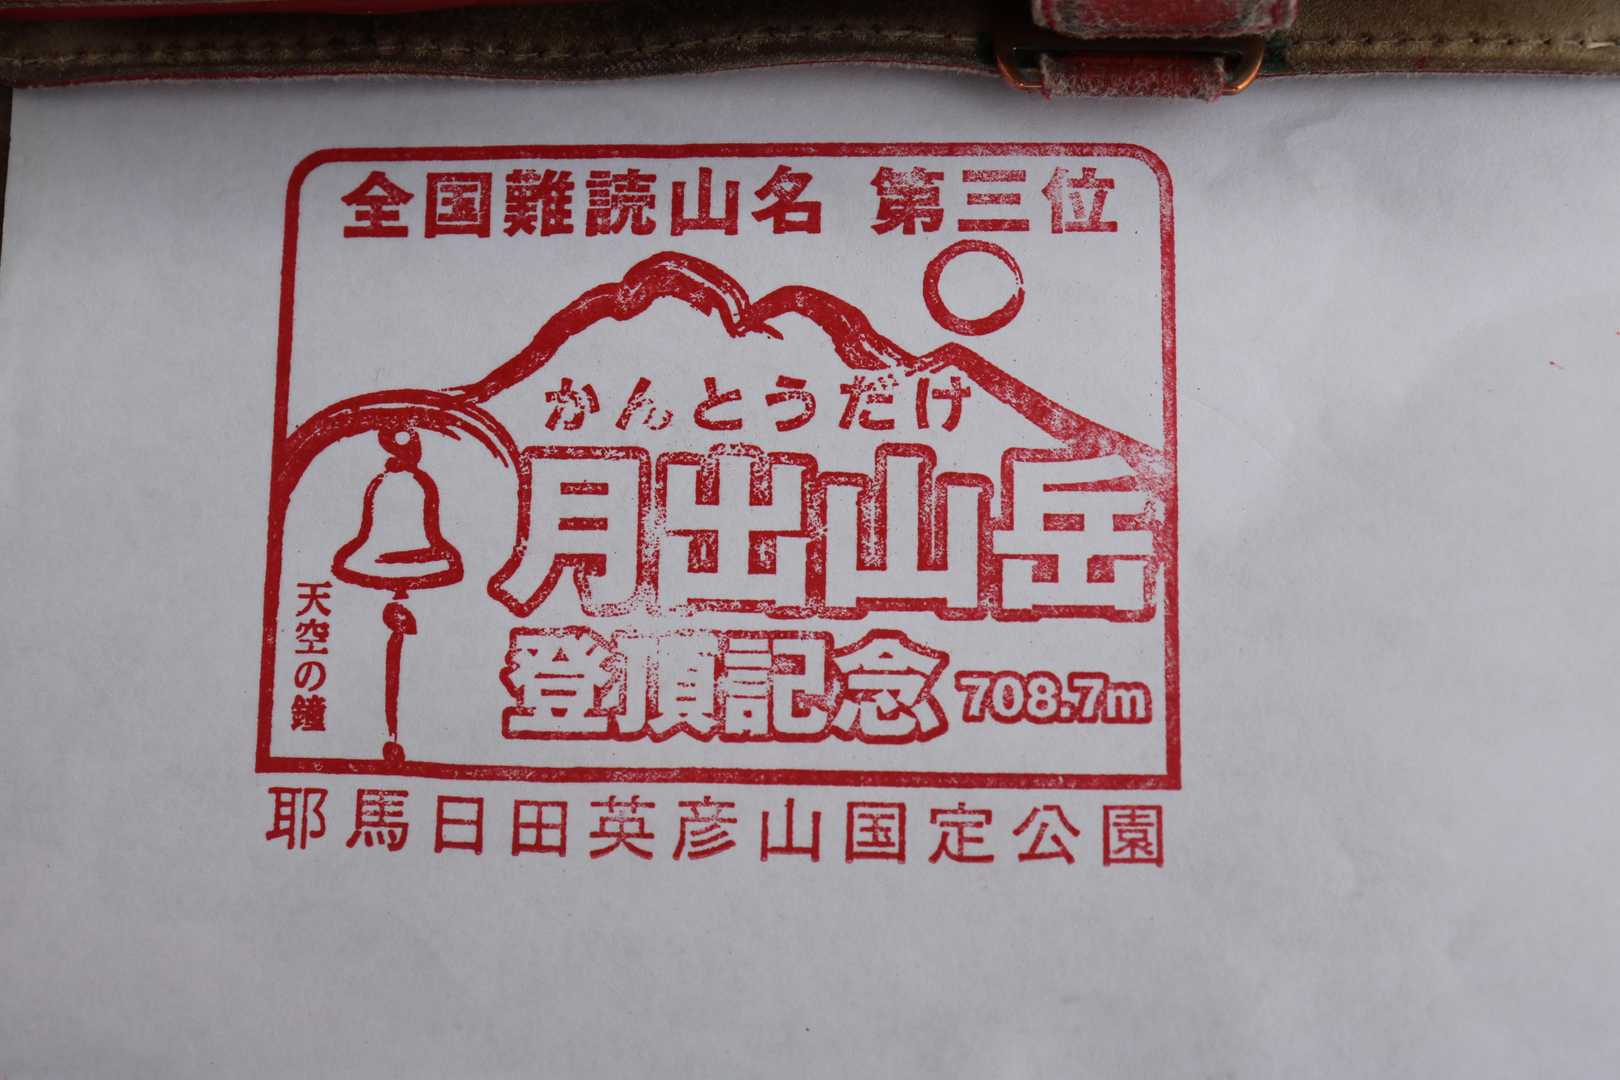 全国難読山名 第三位
かんとうだけ
月出山岳
登頂記念 708.7m
天空の鐘
耶馬日田英彦山国定公園